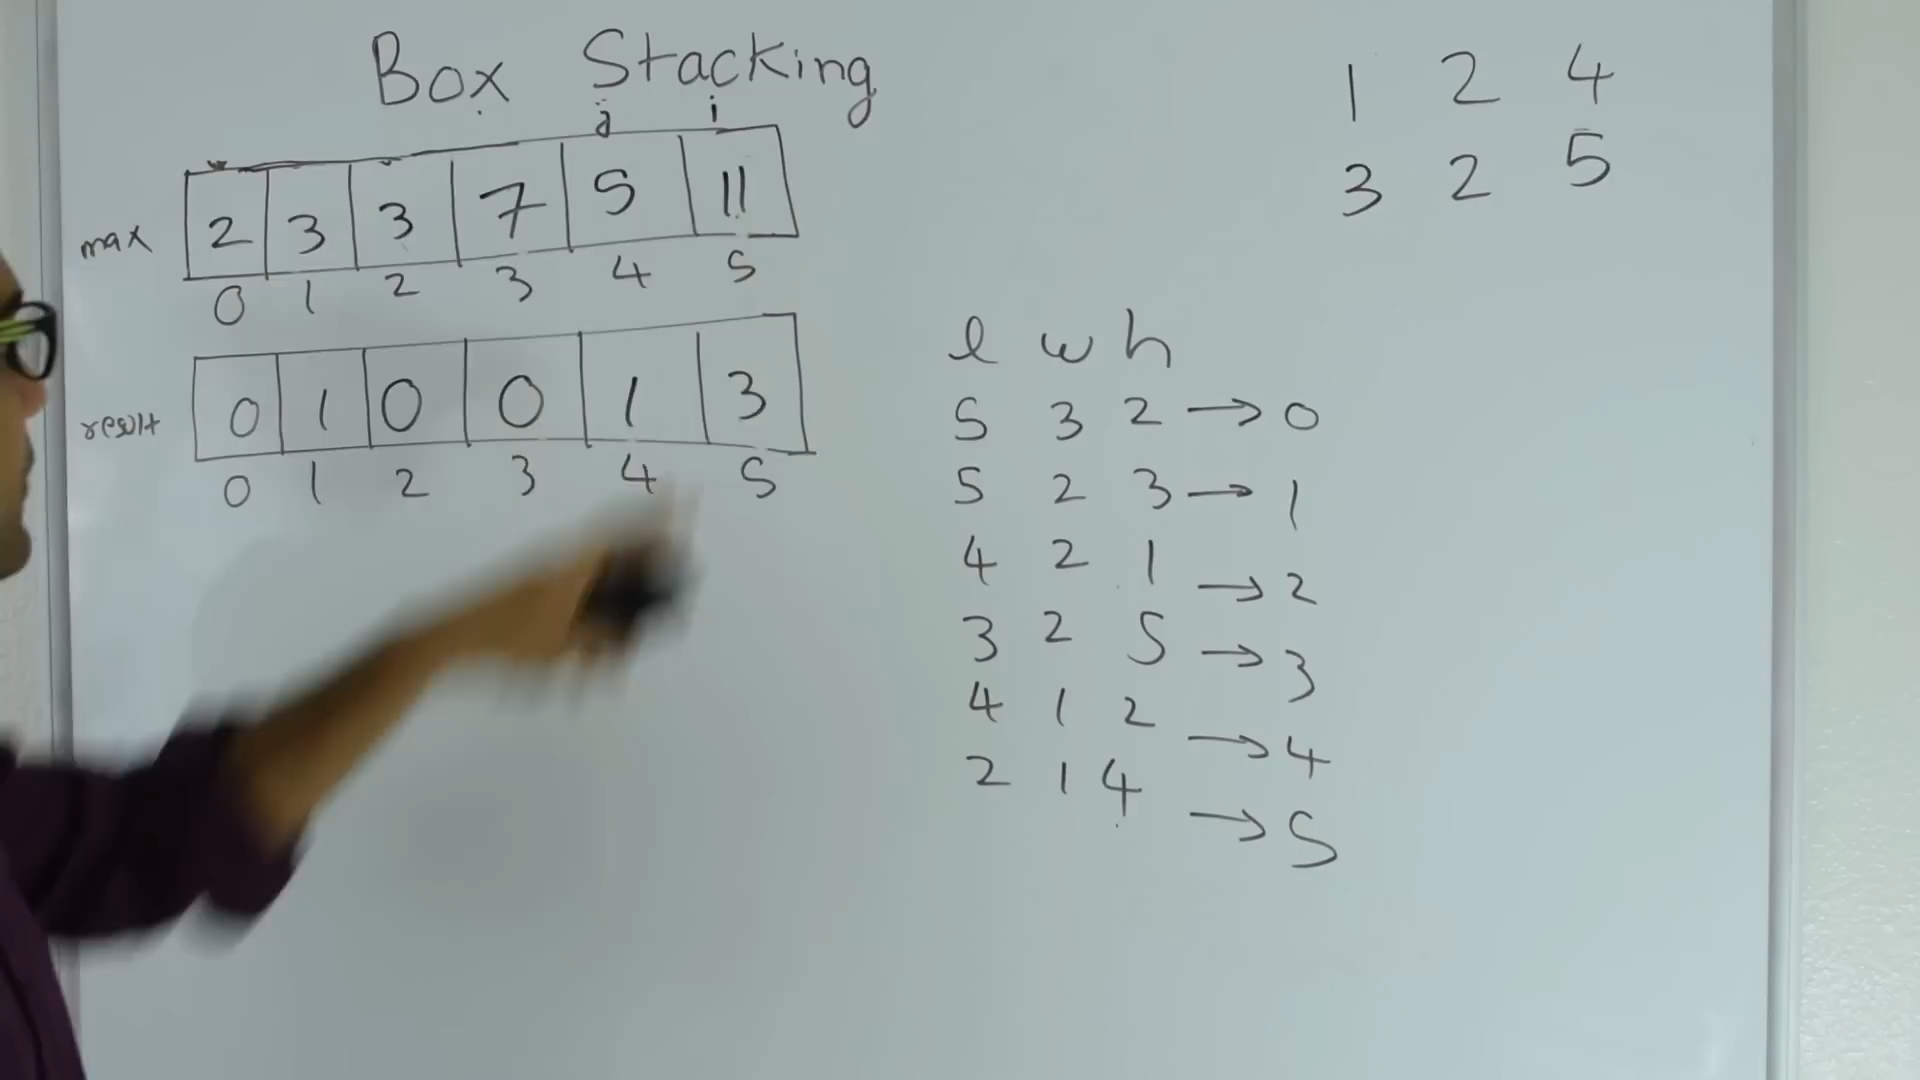 Box Stacking
j i
max 2 3 3 7 5 11
0 1 2 3 4 5
result 0 1 0 0 1 3
0 1 2 3 4 5
1 2 4
3 2 5
l w h
5 3 2 → 0
5 2 3 → 1
4 2 1 → 2
3 2 5 → 3
4 1 2 → 4
2 1 4 → 5